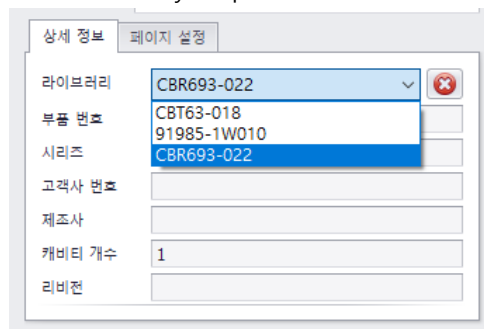 상세 정보 페이지 설정
라이브러리 CBR693-022
CBT63-018
부품 번호
91985-1W010
시리즈 CBR693-022
고객사 번호
제조사
캐비티 개수 1
리비전